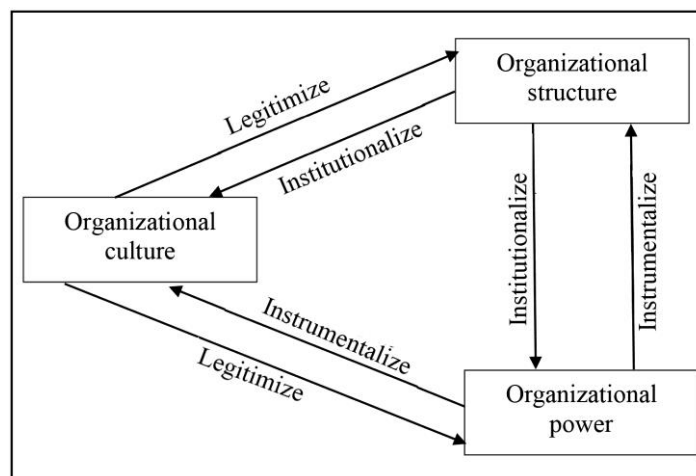 Organizational
structure
Legitimize
Institutionalize
Organizational
culture
Institutionalize
Instrumentalize
Instrumentalize
Legitimize
Organizational
power